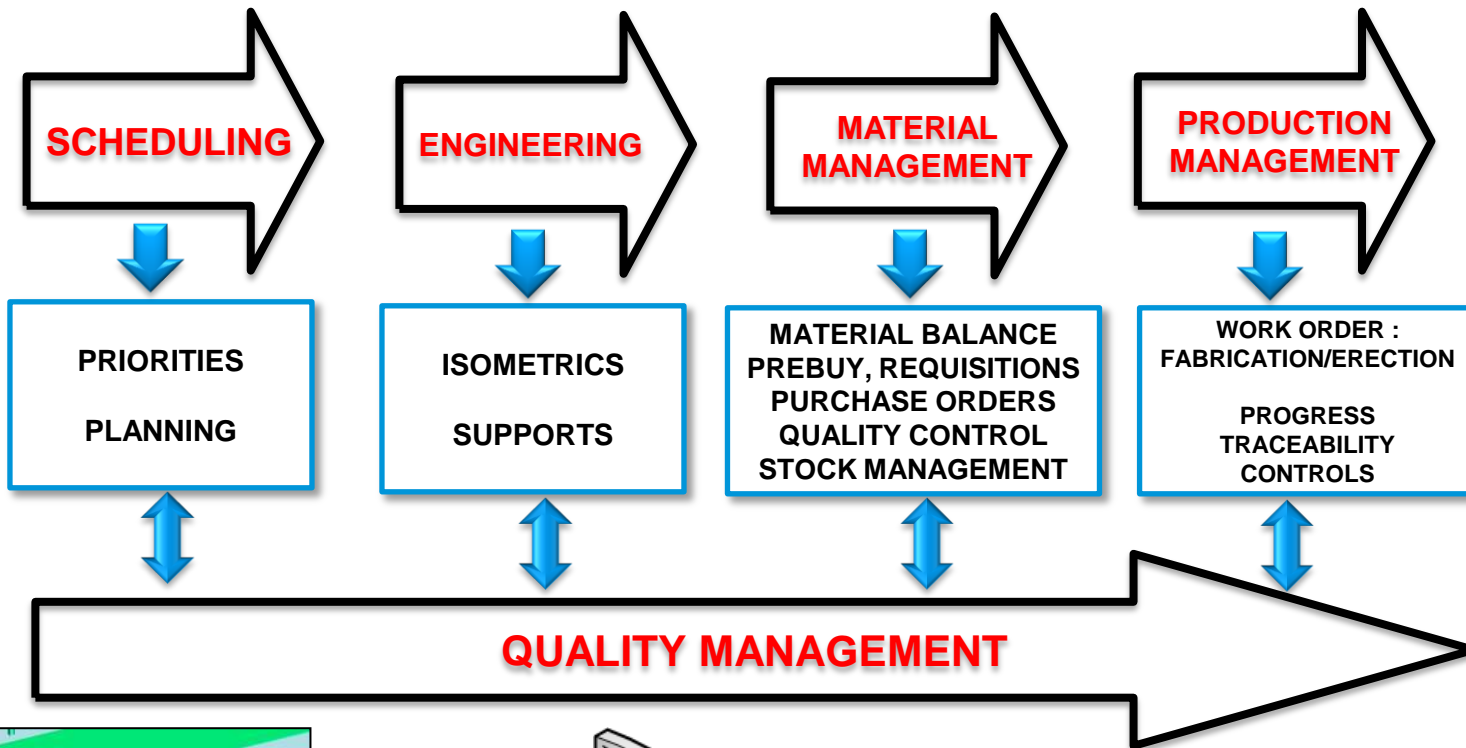 SCHEDULING
ENGINEERING
MATERIAL
MANAGEMENT
PRODUCTION
MANAGEMENT
PRIORITIES
PLANNING
ISOMETRICS
SUPPORTS
MATERIAL BALANCE
PREBUY, REQUISITIONS
PURCHASE ORDERS
QUALITY CONTROL
STOCK MANAGEMENT
WORK ORDER :
FABRICATION/ERECTION
PROGRESS
TRACEABILITY
CONTROLS
QUALITY MANAGEMENT